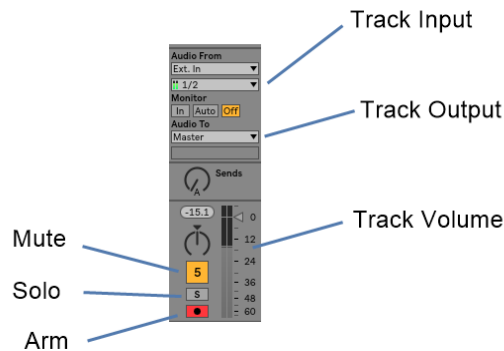 Track Input
Audio From
Ext. In
1/2
Monitor
In Auto Off
Audio To
Master
Track Output
A
Sends
-15.1
0
12
24
36
48
60
Track Volume
Mute
5
Solo
S
Arm